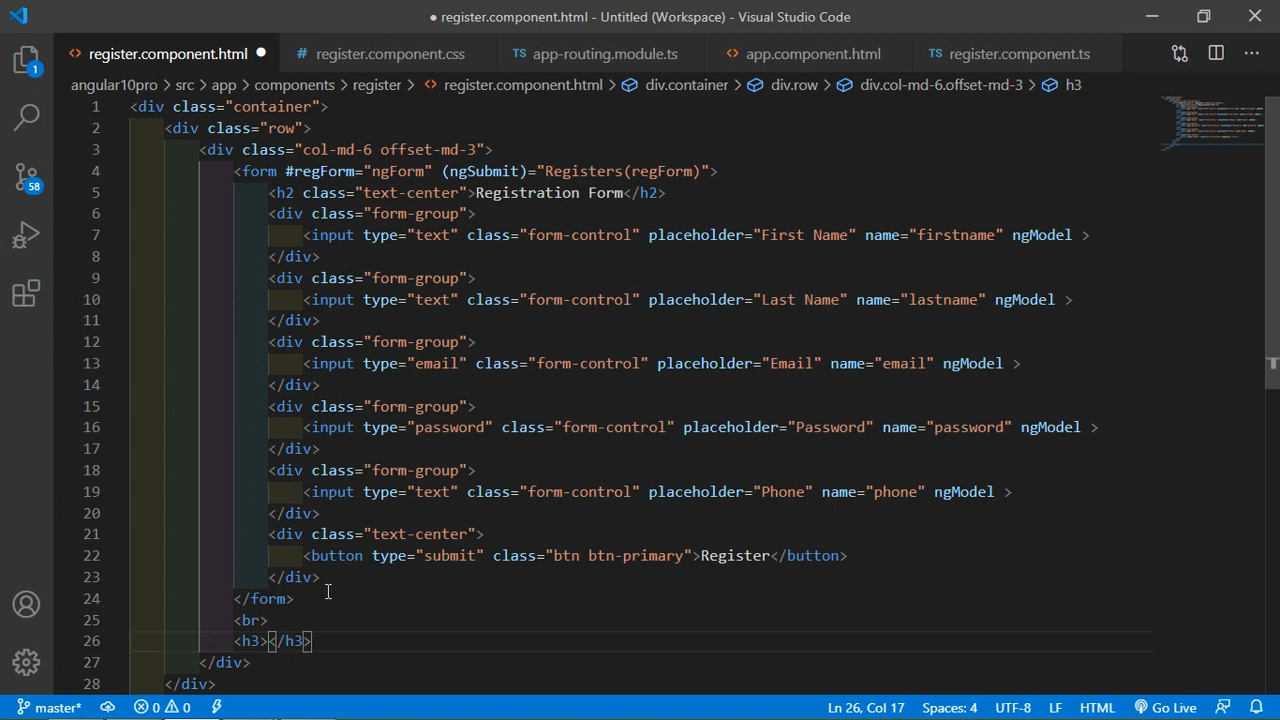 ● register.component.html - Untitled (Workspace) - Visual Studio Code
register.component.html ● # register.component.css TS app-routing.module.ts <> app.component.html TS register.component.ts
angular10pro > src > app > components > register > <> register.component.html > div.container > div.row > div.col-md-6.offset-md-3 > h3
1 <div class="container">
2 <div class="row">
3 <div class="col-md-6 offset-md-3">
4 <form #regForm="ngForm" (ngSubmit)="Registers(regForm)">
5 <h2 class="text-center">Registration Form</h2>
6 <div class="form-group">
7 <input type="text" class="form-control" placeholder="First Name" name="firstname" ngModel >
8 </div>
9 <div class="form-group">
10 <input type="text" class="form-control" placeholder="Last Name" name="lastname" ngModel >
11 </div>
12 <div class="form-group">
13 <input type="email" class="form-control" placeholder="Email" name="email" ngModel >
14 </div>
15 <div class="form-group">
16 <input type="password" class="form-control" placeholder="Password" name="password" ngModel >
17 </div>
18 <div class="form-group">
19 <input type="text" class="form-control" placeholder="Phone" name="phone" ngModel >
20 </div>
21 <div class="text-center">
22 <button type="submit" class="btn btn-primary">Register</button>
23 </div>
24 </form>
25 <br>
26 <h3></h3>
27 </div>
28 </div>
1
58
master* 0 0 Ln 26, Col 17 Spaces: 4 UTF-8 LF HTML Go Live